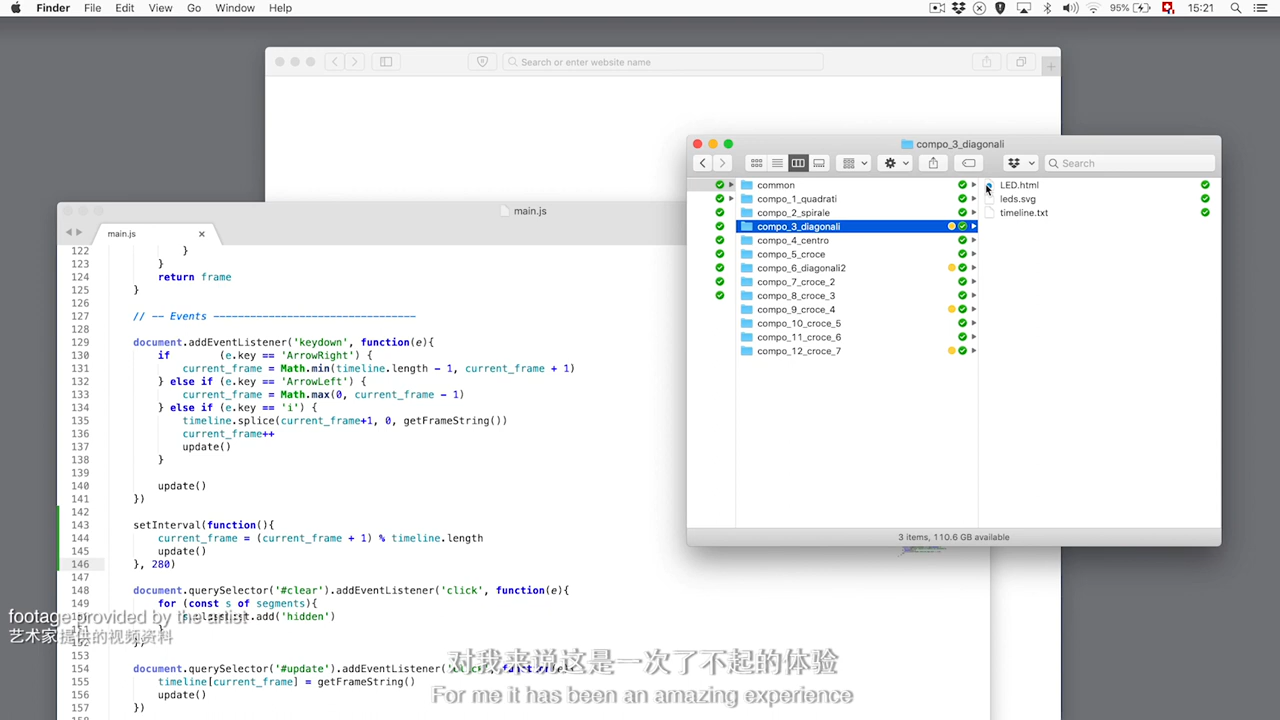 Finder File Edit View Go Window Help 95% 15:21
Search or enter website name
compo_3_diagonali
Search
common
compo_1_quadrati
compo_2_spirale
compo_3_diagonali
compo_4_centro
compo_5_croce
compo_6_diagonali2
compo_7_croce_2
compo_8_croce_3
compo_9_croce_4
compo_10_croce_5
compo_11_croce_6
compo_12_croce_7
LED.html
leds.svg
timeline.txt
3 items, 110.6 GB available
main.js
main.js
122 }
123 }
124 return frame
125 }
126
127 // -- Events ---------------------------------
128
129 document.addEventListener('keydown', function(e){
130 if (e.key == 'ArrowRight') {
131 current_frame = Math.min(timeline.length - 1, current_frame + 1)
132 } else if (e.key == 'ArrowLeft') {
133 current_frame = Math.max(0, current_frame - 1)
134 } else if (e.key == 'i') {
135 timeline.splice(current_frame+1, 0, getFrameString())
136 current_frame++
137 update()
138 }
139
140 update()
141 })
142
143 setInterval(function(){
144 current_frame = (current_frame + 1) % timeline.length
145 update()
146 }, 280)
147
148 document.querySelector('#clear').addEventListener('click', function(e){
149 for (const s of segments){
.add('hidden')
153
154 document.querySelector('#update').addEventListener(
155 timeline[current_frame] = getFrameString()
156 update()
157 })
footage provided by the artist
艺术家提供的视频资料
对我来说这是一次了不起的体验
For me it has been an amazing experience